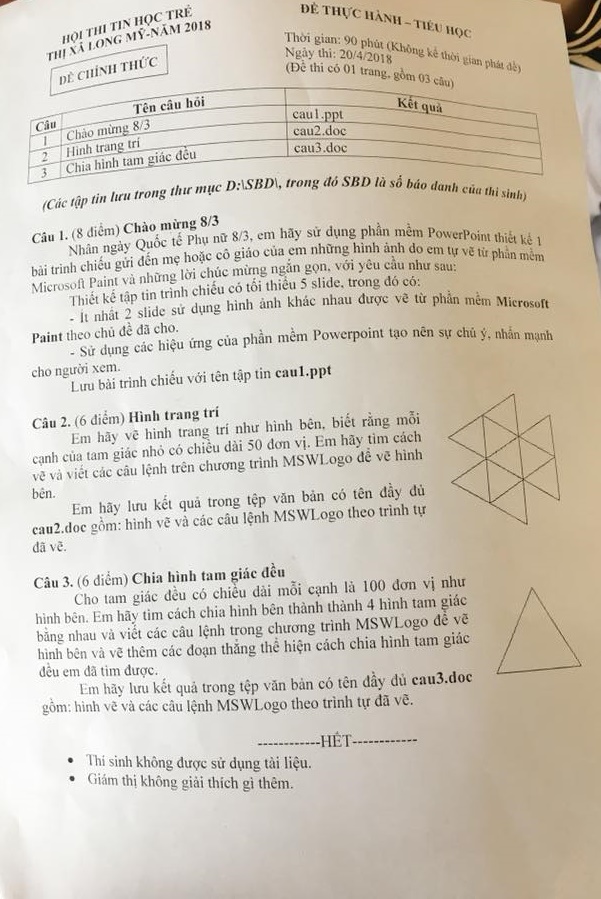 HỘI THI TIN HỌC TRẺ
THỊ XÃ LONG MỸ-NĂM 2018
ĐỀ CHÍNH THỨC
ĐỀ THỰC HÀNH – TIỂU HỌC
Thời gian: 90 phút (Không kể thời gian phát đề)
Ngày thi: 20/4/2018
(Đề thi có 01 trang, gồm 03 câu)
Câu Tên câu hỏi Kết quả
1 Chào mừng 8/3 cau1.ppt
2 Hình trang trí cau2.doc
3 Chia hình tam giác đều cau3.doc
(Các tập tin lưu trong thư mục D:\SBD\, trong đó SBD là số báo danh của thí sinh)
Câu 1. (8 điểm) Chào mừng 8/3
Nhân ngày Quốc tế Phụ nữ 8/3, em hãy sử dụng phần mềm PowerPoint thiết kế 1
bài trình chiếu gửi đến mẹ hoặc cô giáo của em những hình ảnh do em tự vẽ từ phần mềm
Microsoft Paint và những lời chúc mừng ngắn gọn, với yêu cầu như sau:
Thiết kế tập tin trình chiếu có tối thiểu 5 slide, trong đó có:
- Ít nhất 2 slide sử dụng hình ảnh khác nhau được vẽ từ phần mềm Microsoft
Paint theo chủ đề đã cho.
- Sử dụng các hiệu ứng của phần mềm Powerpoint tạo nên sự chú ý, nhấn mạnh
cho người xem.
Lưu bài trình chiếu với tên tập tin cau1.ppt
Câu 2. (6 điểm) Hình trang trí
Em hãy vẽ hình trang trí như hình bên, biết rằng mỗi
cạnh của tam giác nhỏ có chiều dài 50 đơn vị. Em hãy tìm cách
vẽ và viết các câu lệnh trên chương trình MSWLogo để vẽ hình
bên.
Em hãy lưu kết quả trong tệp văn bản có tên đầy đủ
cau2.doc gồm: hình vẽ và các câu lệnh MSWLogo theo trình tự
đã vẽ.
Câu 3. (6 điểm) Chia hình tam giác đều
Cho tam giác đều có chiều dài mỗi cạnh là 100 đơn vị như
hình bên. Em hãy tìm cách chia hình bên thành thành 4 hình tam giác
bằng nhau và viết các câu lệnh trong chương trình MSWLogo để vẽ
hình bên và vẽ thêm các đoạn thẳng thể hiện cách chia hình tam giác
đều em đã tìm được.
Em hãy lưu kết quả trong tệp văn bản có tên đầy đủ cau3.doc
gồm: hình vẽ và các câu lệnh MSWLogo theo trình tự đã vẽ.
-----------HẾT-----------
• Thí sinh không được sử dụng tài liệu.
• Giám thị không giải thích gì thêm.